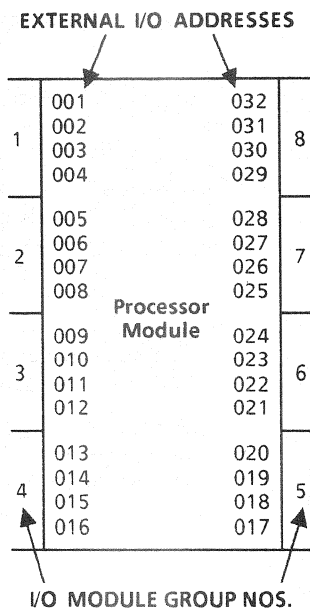 EXTERNAL I/O ADDRESSES
001 032
002 031
1 003 030 8
004 029
005 028
006 027
2 007 026 7
008 025
Processor
Module
009 024
010 023
3 011 022 6
012 021
013 020
014 019
4 015 018 5
016 017
I/O MODULE GROUP NOS.